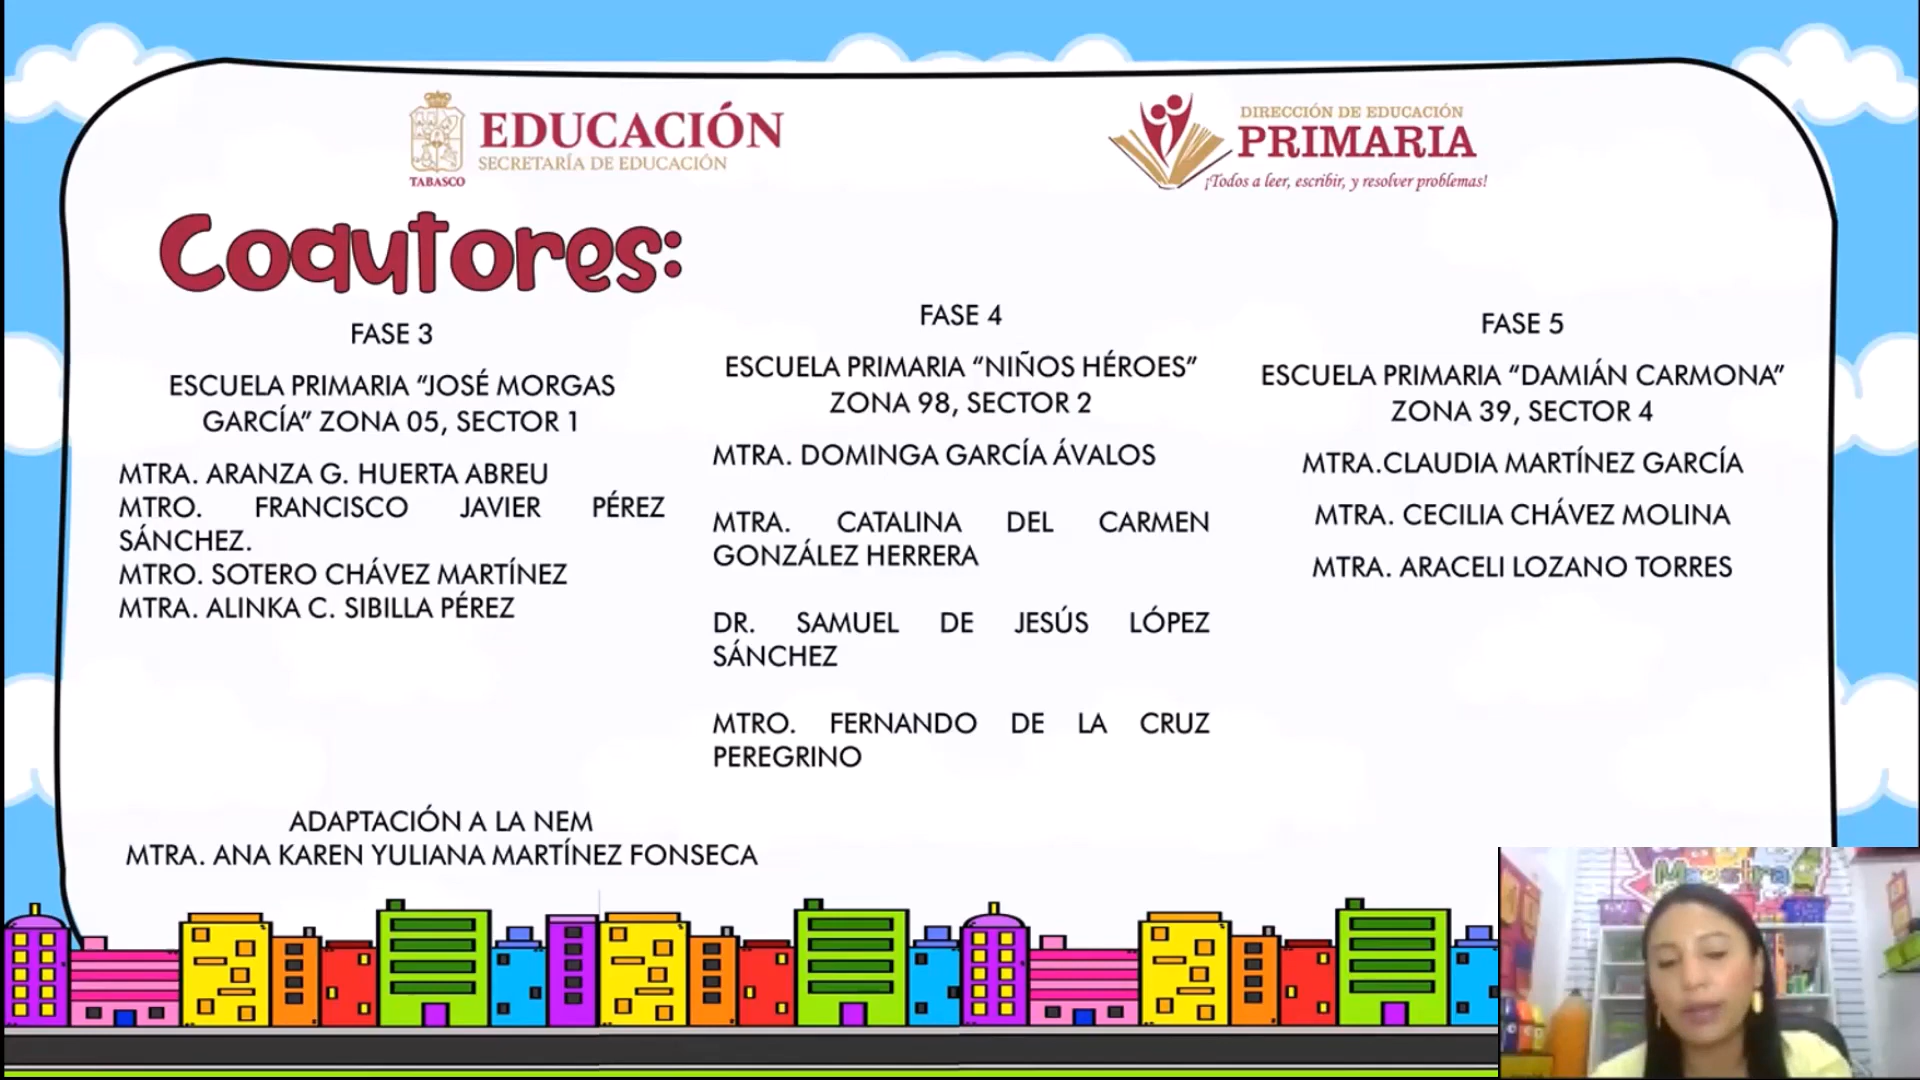 EDUCACIÓN
SECRETARÍA DE EDUCACIÓN
TABASCO
DIRECCIÓN DE EDUCACIÓN
PRIMARIA
¡Todos a leer, escribir, y resolver problemas!
Coautores:
FASE 3
ESCUELA PRIMARIA “JOSÉ MORGAS
GARCÍA” ZONA 05, SECTOR 1
MTRA. ARANZA G. HUERTA ABREU
MTRO. FRANCISCO JAVIER PÉREZ
SÁNCHEZ.
MTRO. SOTERO CHÁVEZ MARTÍNEZ
MTRA. ALINKA C. SIBILLA PÉREZ
FASE 4
ESCUELA PRIMARIA “NIÑOS HÉROES”
ZONA 98, SECTOR 2
MTRA. DOMINGA GARCÍA ÁVALOS
MTRA. CATALINA DEL CARMEN
GONZÁLEZ HERRERA
DR. SAMUEL DE JESÚS LÓPEZ
SÁNCHEZ
MTRO. FERNANDO DE LA CRUZ
PEREGRINO
FASE 5
ESCUELA PRIMARIA “DAMIÁN CARMONA”
ZONA 39, SECTOR 4
MTRA.CLAUDIA MARTÍNEZ GARCÍA
MTRA. CECILIA CHÁVEZ MOLINA
MTRA. ARACELI LOZANO TORRES
ADAPTACIÓN A LA NEM
MTRA. ANA KAREN YULIANA MARTÍNEZ FONSECA
Maestra